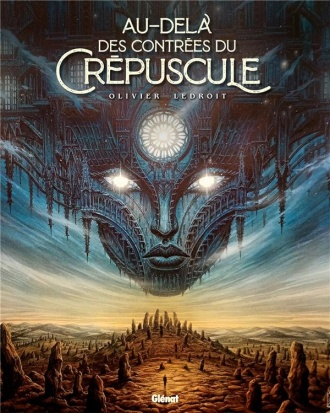 AU-DELÀ
DES CONTRÉES DU
CRÉPUSCULE
OLIVIER LEDROIT
Glénat